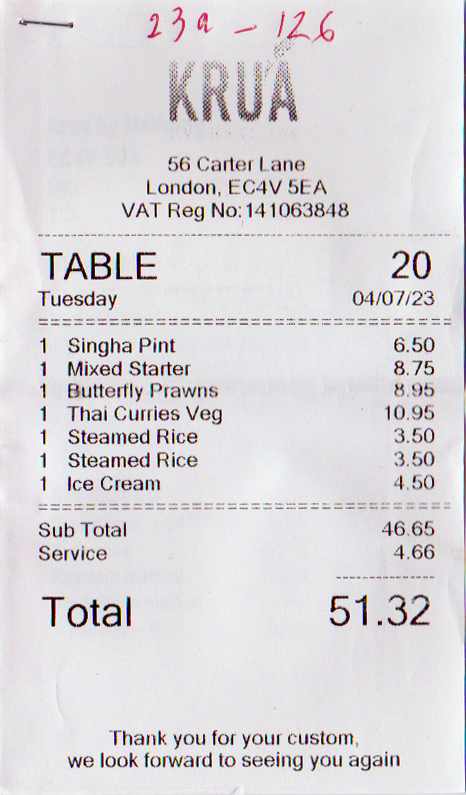 23a - 126
KRUA
56 Carter Lane
London, EC4V 5EA
VAT Reg No:141063848
TABLE 20
Tuesday 04/07/23
1 Singha Pint 6.50
1 Mixed Starter 8.75
1 Butterfly Prawns 8.95
1 Thai Curries Veg 10.95
1 Steamed Rice 3.50
1 Steamed Rice 3.50
1 Ice Cream 4.50
Sub Total 46.65
Service 4.66
Total 51.32
Thank you for your custom,
we look forward to seeing you again